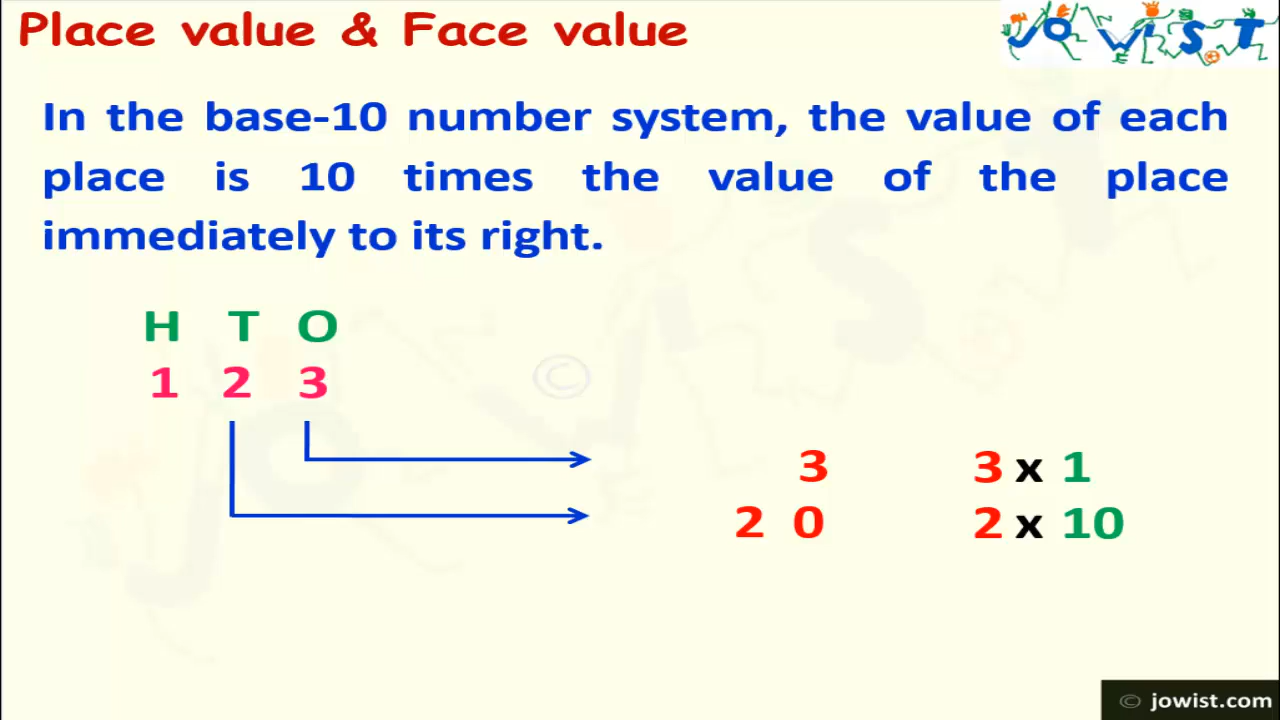 Place value & Face value
JOWIST
In the base-10 number system, the value of each
place is 10 times the value of the place
immediately to its right.
H T O
1 2 3
3 3 x 1
2 0 2 x 10
©
© jowist.com